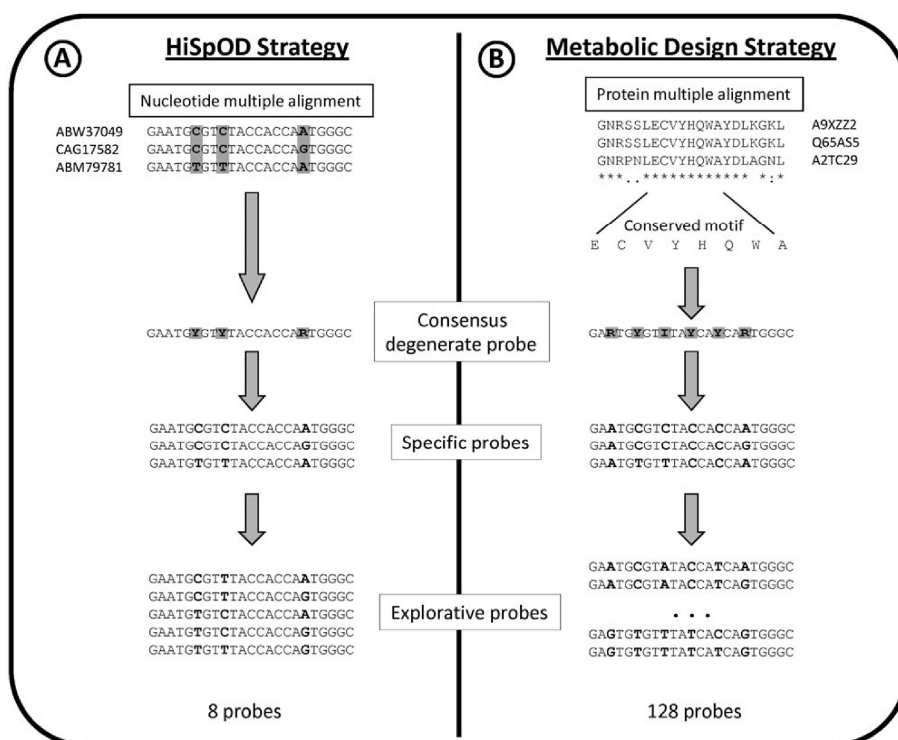 A
HiSpOD Strategy
Nucleotide multiple alignment
ABW37049 GAATGCGTCTACCACCAATGGGC
CAG17582 GAATGCGTCTACCACCAGTGGGC
ABM79781 GAATGTGTTTACCACCAATGGGC
GAATGYGTYTACCACCARTGGGC
GAATGCGTCTACCACCAATGGGC
GAATGCGTCTACCACCAGTGGGC
GAATGTGTTTACCACCAATGGGC
GAATGCGTTTACCACCAATGGGC
GAATGCGTTTACCACCAGTGGGC
GAATGTGTCTACCACCAATGGGC
GAATGTGTCTACCACCAGTGGGC
GAATGTGTTTACCACCAGTGGGC
8 probes
Consensus
degenerate probe
Specific probes
Explorative probes
B
Metabolic Design Strategy
Protein multiple alignment
GNRSSLECVYHQWAYDLKGKL A9XZZ2
GNRSSLECVYHQWAYDLKGKL Q65AS5
GNRPNLECVYHQWAYDLAGNL A2TC29
***..************ *:*
Conserved motif
E C V Y H Q W A
GARTGYGTITAYCAYCARTGGGC
GAATGCGTCTACCACCAATGGGC
GAATGCGTCTACCACCAGTGGGC
GAATGTGTTTACCACCAATGGGC
GAATGCGTATACCATCAATGGGC
GAATGCGTATACCATCAGTGGGC
...
GAGTGTGTTTATCACCAGTGGGC
GAGTGTGTTTATCATCAGTGGGC
128 probes